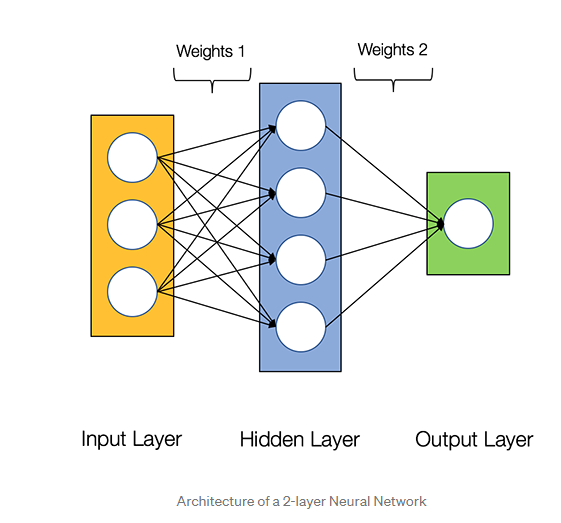 Weights 1
Weights 2
Input Layer
Hidden Layer
Output Layer
Architecture of a 2-layer Neural Network